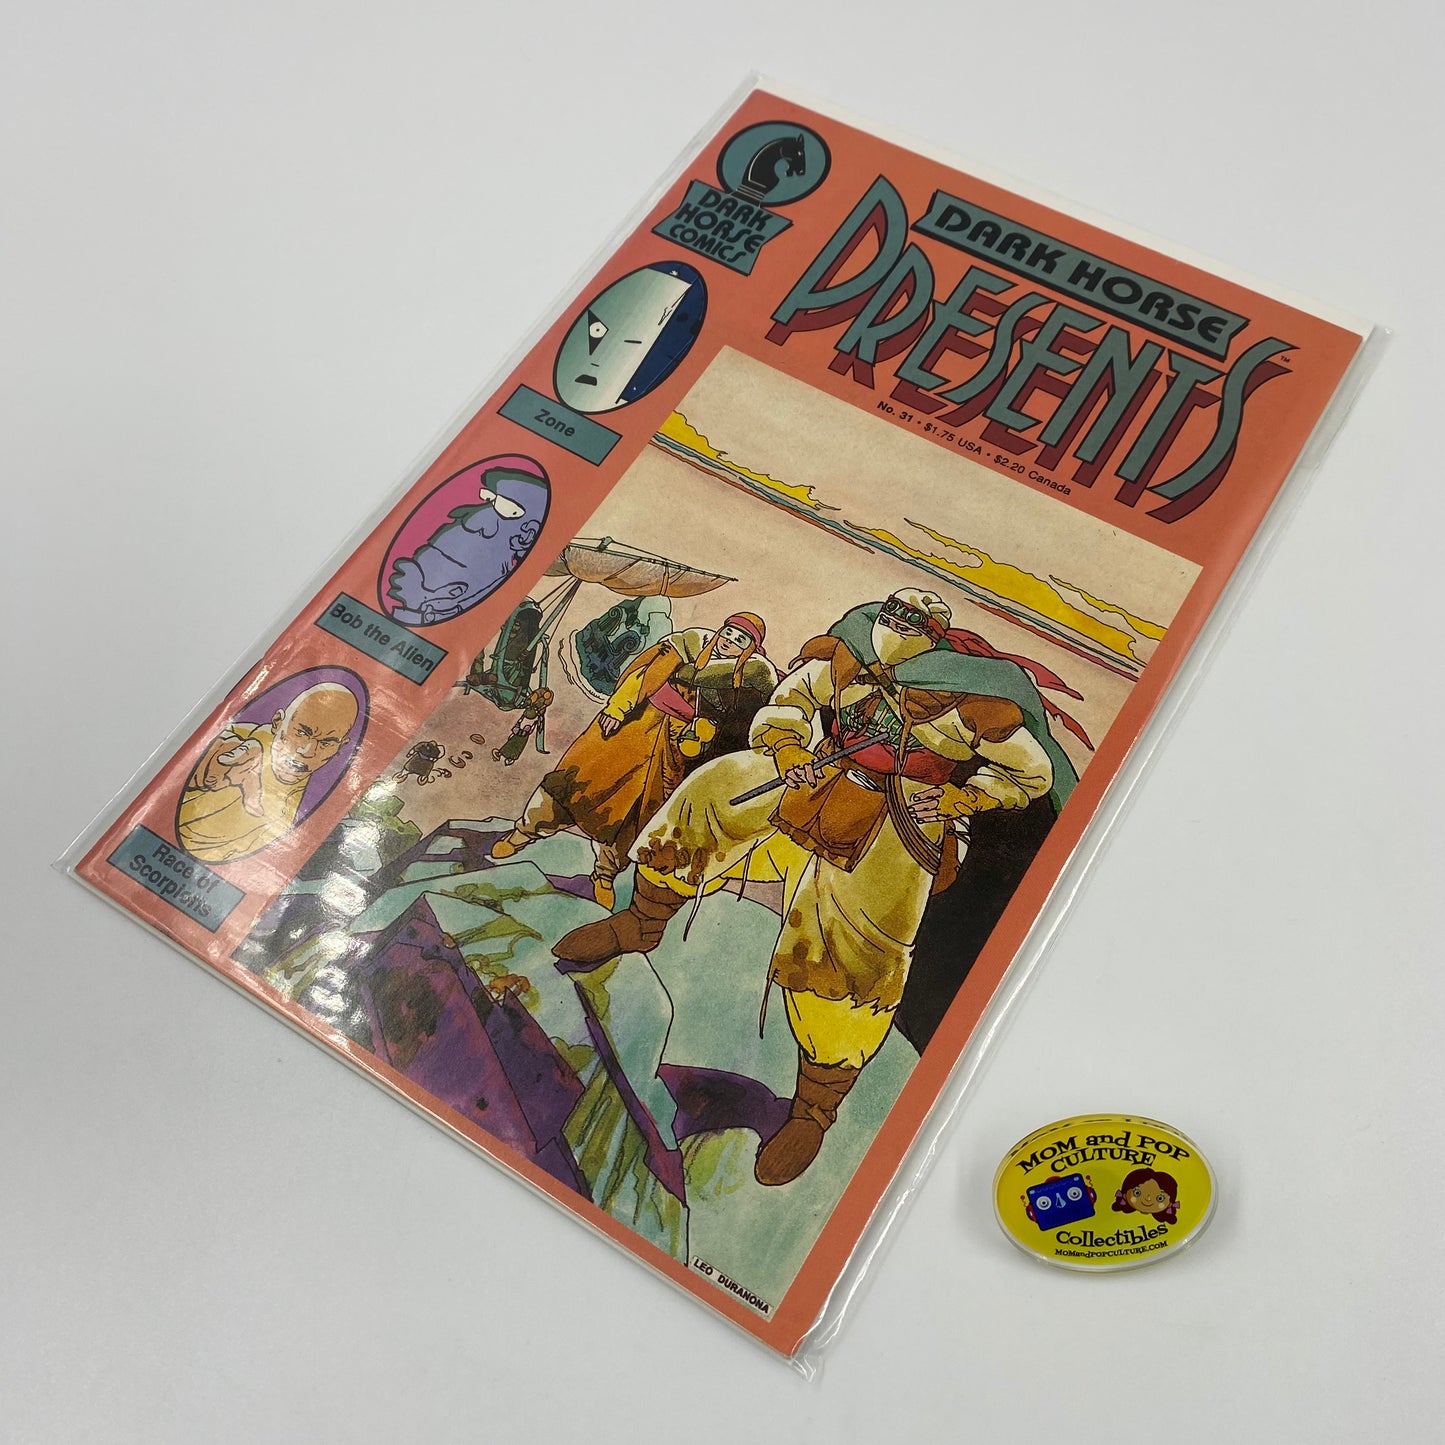 DARK
HORSE
COMICS
DARK HORSE
PRESENTS™
No. 31 • $1.75 USA • $2.20 Canada
Zone
Bob the Alien
Race of
Scorpions
LEO DURANONA
MOM and POP
CULTURE
Collectibles
MOMandPOPCULTURE.COM